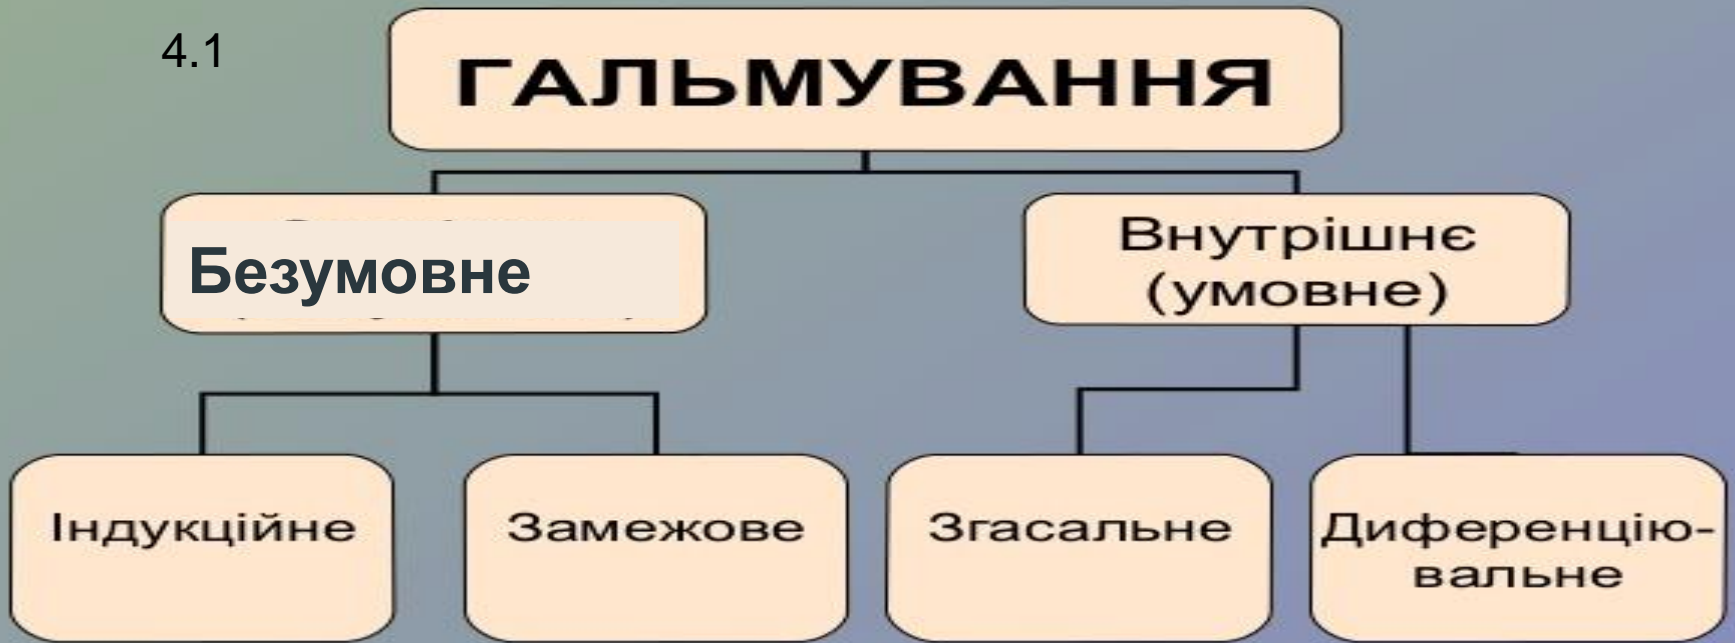 4.1
ГАЛЬМУВАННЯ
Безумовне
Внутрішнє
(умовне)
Індукційне
Замежове
Згасальне
Диференцію-
вальне